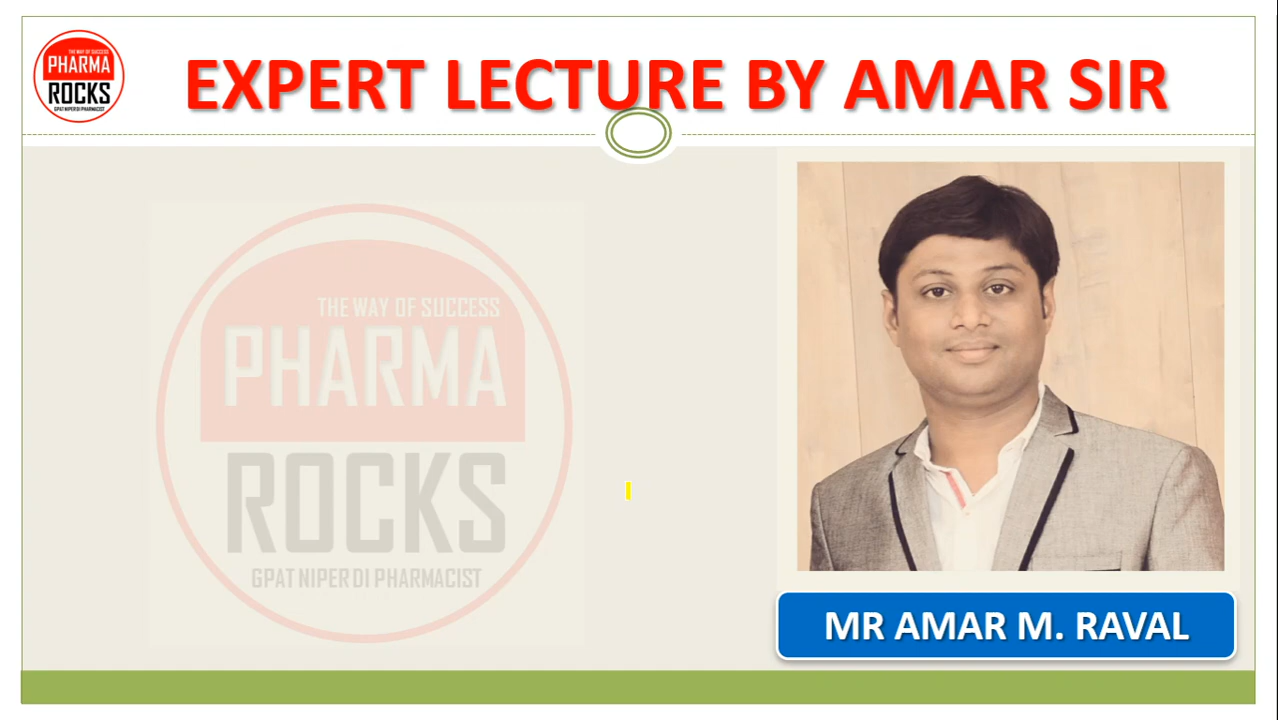 THE WAY OF SUCCESS
PHARMA
ROCKS
GPAT NIPER DI PHARMACIST
EXPERT LECTURE BY AMAR SIR
THE WAY OF SUCCESS
PHARMA
ROCKS
GPAT NIPER DI PHARMACIST
MR AMAR M. RAVAL